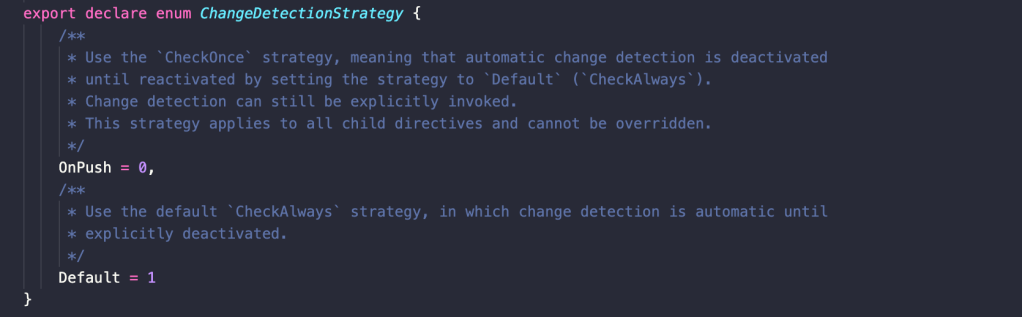 export declare enum ChangeDetectionStrategy {
/**
* Use the `CheckOnce` strategy, meaning that automatic change detection is deactivated
* until reactivated by setting the strategy to `Default` (`CheckAlways`).
* Change detection can still be explicitly invoked.
* This strategy applies to all child directives and cannot be overridden.
*/
OnPush = 0,
/**
* Use the default `CheckAlways` strategy, in which change detection is automatic until
* explicitly deactivated.
*/
Default = 1
}